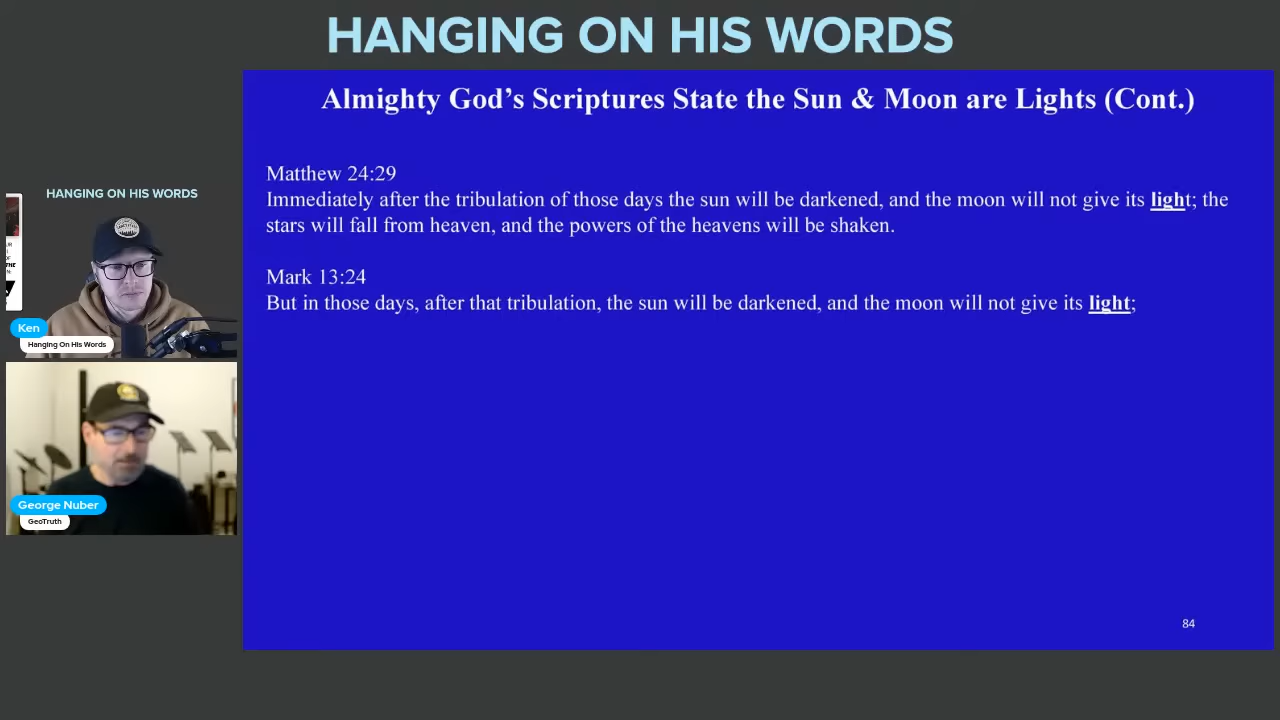 HANGING ON HIS WORDS
Almighty God's Scriptures State the Sun & Moon are Lights (Cont.)
Matthew 24:29
Immediately after the tribulation of those days the sun will be darkened, and the moon will not give its light; the
stars will fall from heaven, and the powers of the heavens will be shaken.
Mark 13:24
But in those days, after that tribulation, the sun will be darkened, and the moon will not give its light;
84
HANGING ON HIS WORDS
Ken
Hanging On His Words
George Nuber
GeoTruth